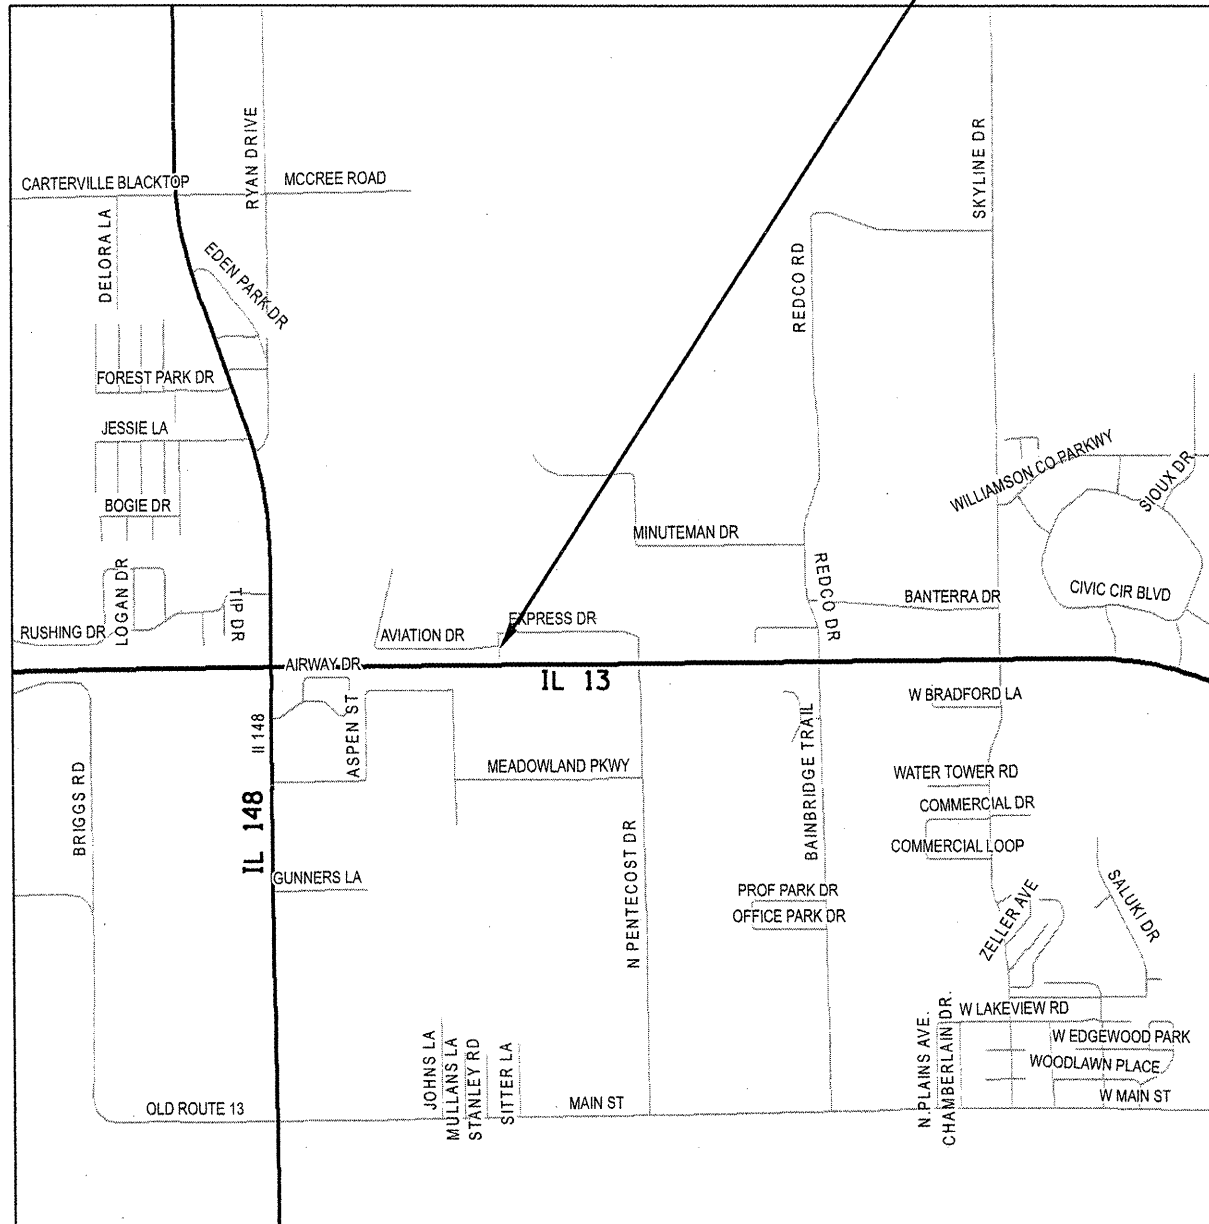 RYAN DRIVE
SKYLINE DR
CARTERVILLE BLACKTOP
MCCREE ROAD
DELORA LA
EDEN PARK DR
REDCO RD
FOREST PARK DR
JESSIE LA
WILLIAMSON CO PARKWY
SIOUX DR
BOGIE DR
MINUTEMAN DR
LOGAN DR
TIP DR
REDCO DR
BANTERRA DR
CIVIC CIR BLVD
RUSHING DR
AVIATION DR
EXPRESS DR
AIRWAY DR
IL 13
W BRADFORD LA
II 148
ASPEN ST
BAINBRIDGE TRAIL
MEADOWLAND PKWY
WATER TOWER RD
BRIGGS RD
IL 148
COMMERCIAL DR
COMMERCIAL LOOP
GUNNERS LA
N PENTECOST DR
PROF PARK DR
OFFICE PARK DR
ZELLER AVE
SALUKI DR
W LAKEVIEW RD
N.PLAINS AVE.
CHAMBERLAIN DR.
W EDGEWOOD PARK
WOODLAWN PLACE
W MAIN ST
JOHNS LA
MULLANS LA
STANLEY RD
SITTER LA
OLD ROUTE 13
MAIN ST